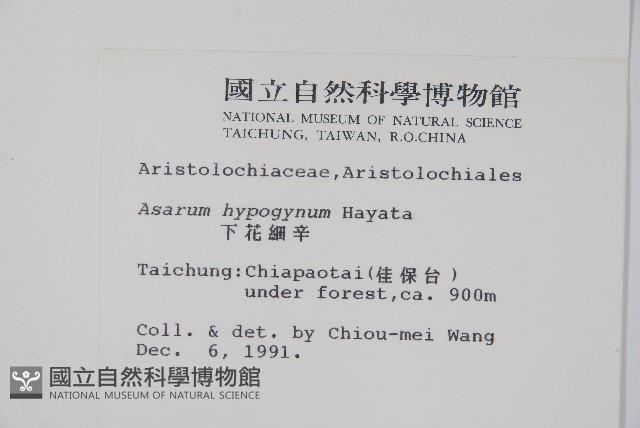 國立自然科學博物館
NATIONAL MUSEUM OF NATURAL SCIENCE
TAICHUNG, TAIWAN, R.O.CHINA
Aristolochiaceae,Aristolochiales
Asarum hypogynum Hayata
下花細辛
Taichung:Chiapaotai(佳保台)
under forest,ca. 900m
Coll. & det. by Chiou-mei Wang
Dec. 6, 1991.
國立自然科學博物館
NATIONAL MUSEUM OF NATURAL SCIENCE